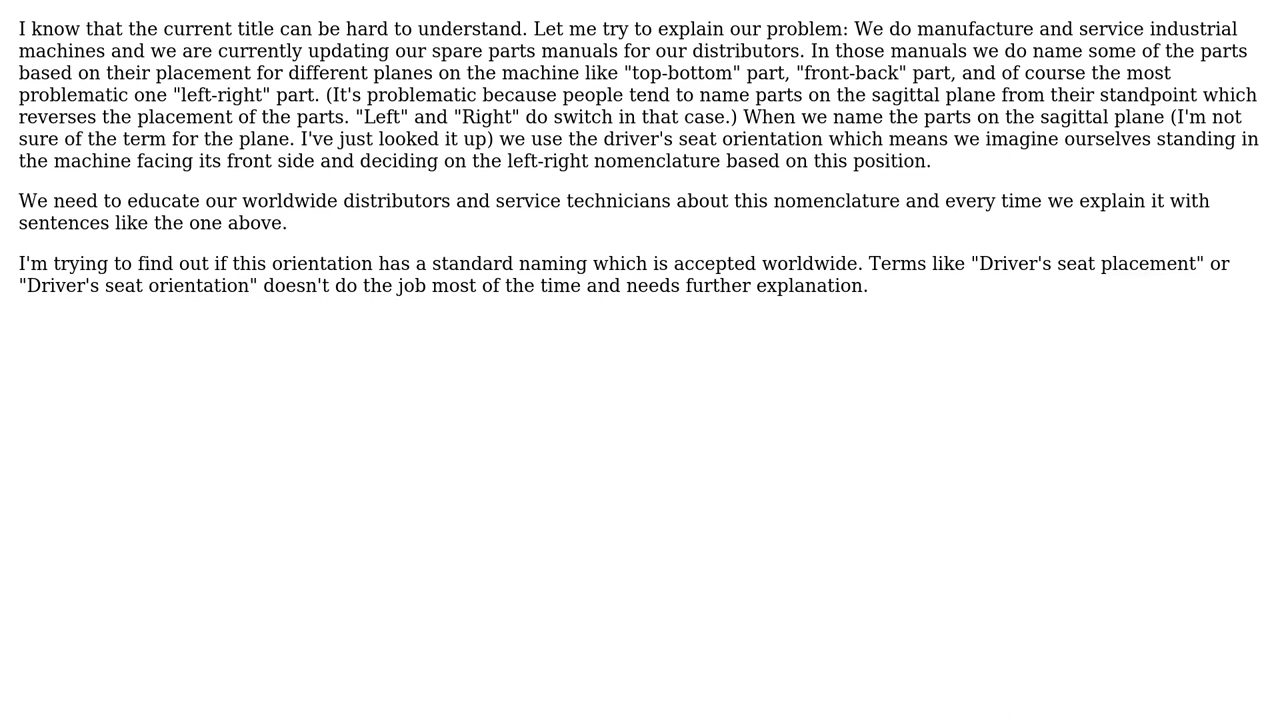 I know that the current title can be hard to understand. Let me try to explain our problem: We do manufacture and service industrial
machines and we are currently updating our spare parts manuals for our distributors. In those manuals we do name some of the parts
based on their placement for different planes on the machine like "top-bottom" part, "front-back" part, and of course the most
problematic one "left-right" part. (It's problematic because people tend to name parts on the sagittal plane from their standpoint which
reverses the placement of the parts. "Left" and "Right" do switch in that case.) When we name the parts on the sagittal plane (I'm not
sure of the term for the plane. I've just looked it up) we use the driver's seat orientation which means we imagine ourselves standing in
the machine facing its front side and deciding on the left-right nomenclature based on this position.
We need to educate our worldwide distributors and service technicians about this nomenclature and every time we explain it with
sentences like the one above.
I'm trying to find out if this orientation has a standard naming which is accepted worldwide. Terms like "Driver's seat placement" or
"Driver's seat orientation" doesn't do the job most of the time and needs further explanation.